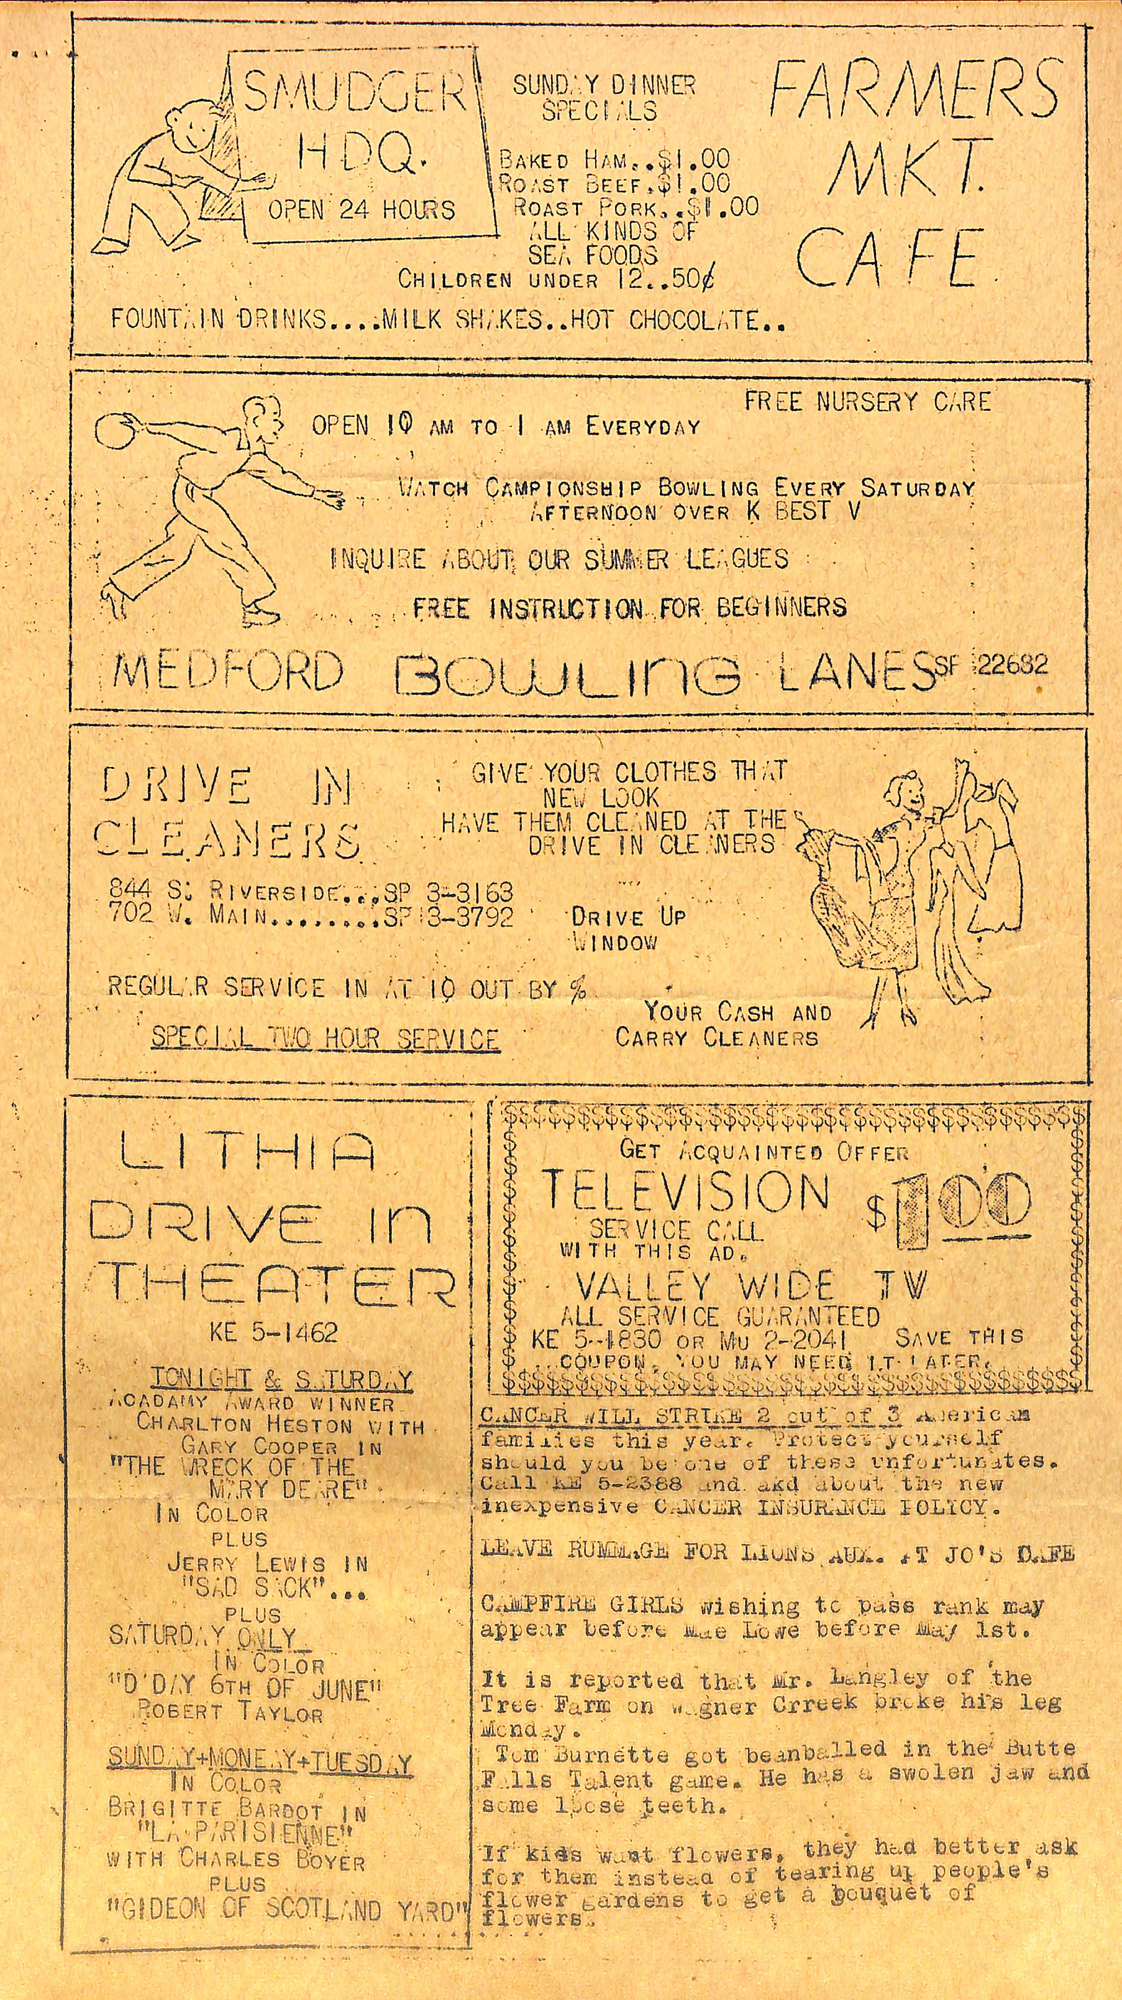 SMUDGER
HDQ.
OPEN 24 HOURS
SUNDAY DINNER
SPECIALS
BAKED HAM..$1.00
ROAST BEEF.$1.00
ROAST PORK..$1.00
ALL KINDS OF
SEA FOODS
CHILDREN UNDER 12..50¢
FARMERS
MKT.
CAFE
FOUNTAIN DRINKS....MILK SHAKES..HOT CHOCOLATE..
FREE NURSERY CARE
OPEN 10 AM TO 1 AM EVERYDAY
WATCH CAMPIONSHIP BOWLING EVERY SATURDAY
AFTERNOON OVER K BEST V
INQUIRE ABOUT OUR SUMMER LEAGUES
FREE INSTRUCTION FOR BEGINNERS
MEDFORD BOWLING LANES SP 22682
DRIVE IN
CLEANERS
GIVE YOUR CLOTHES THAT
NEW LOOK
HAVE THEM CLEANED AT THE
DRIVE IN CLEANERS
844 S. RIVERSIDE...SP 3-3163
702 W. MAIN........SP 3-3792
DRIVE UP
WINDOW
REGULAR SERVICE IN AT 10 OUT BY %
SPECIAL TWO HOUR SERVICE
YOUR CASH AND
CARRY CLEANERS
LITHIA
DRIVE In
THEATER
KE 5-1462
TONIGHT & SATURDAY
ACADAMY AWARD WINNER
CHARLTON HESTON WITH
GARY COOPER IN
"THE WRECK OF THE
MARY DEARE"
IN COLOR
PLUS
JERRY LEWIS IN
"SAD SACK"...
PLUS
SATURDAY ONLY
IN COLOR
"D'DAY 6TH OF JUNE"
ROBERT TAYLOR
SUNDAY+MONEAY+TUESDAY
IN COLOR
BRIGITTE BARDOT IN
"LA PARISIENNE"
WITH CHARLES BOYER
PLUS
"GIDEON OF SCOTLAND YARD"
$$$$$$$$$$$$$$$$$$$$$$$$$$$$$$$$$$$$$$$
GET ACQUAINTED OFFER
TELEVISION $100
SERVICE CALL
WITH THIS AD.
VALLEY WIDE TV
ALL SERVICE GUARANTEED
KE 5-1830 OR MU 2-2041 SAVE THIS
COUPON. YOU MAY NEED IT LATER.
$$$$$$$$$$$$$$$$$$$$$$$$$$$$$$$$$$$$$$$
CANCER WILL STRIKE 2 out of 3 American
families this year. Protect yourself
should you be one of these unfortunates.
Call KE 5-2388 and akd about the new
inexpensive CANCER INSURANCE POLICY.
LEAVE RUMMAGE FOR LIONS AUX. AT JO'S CAFE
CAMPFIRE GIRLS wishing to pass rank may
appear before Mae Lowe before May 1st.
It is reported that Mr. Langley of the
Tree Farm on Wagner Crreek broke his leg
Monday.
Tom Burnette got beanballed in the Butte
Falls Talent game. He has a swolen jaw and
some loose teeth.
If kids want flowers, they had better ask
for them instead of tearing up people's
flower gardens to get a bouquet of
flowers.